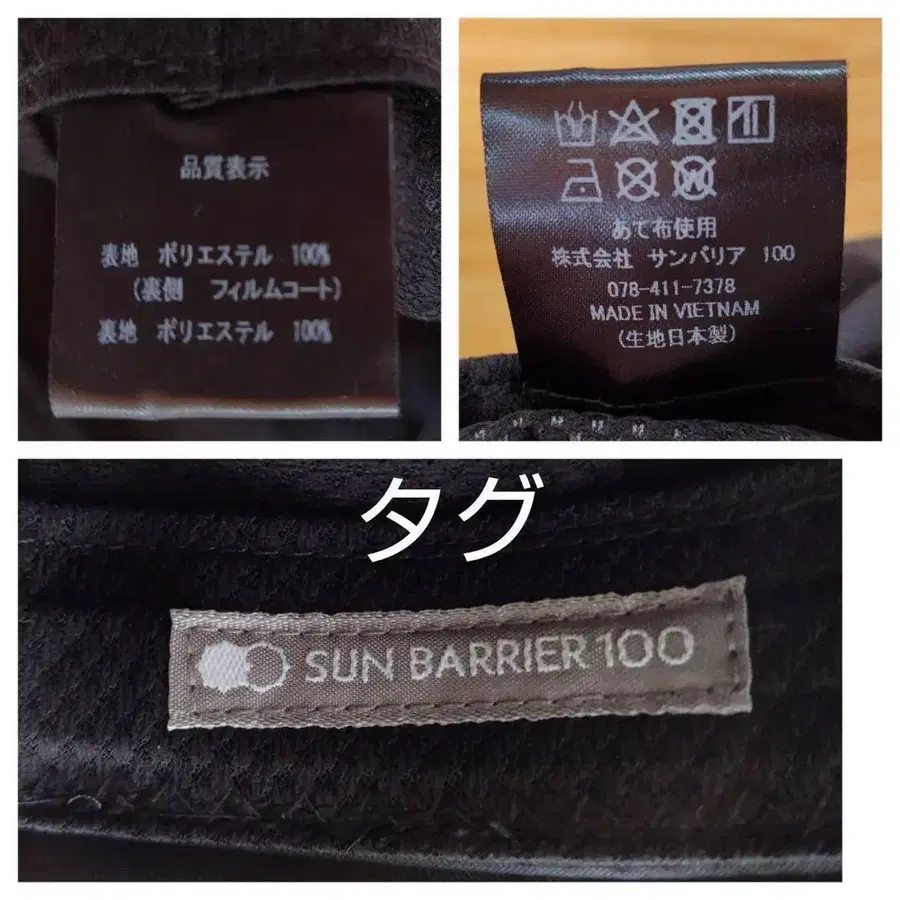 品質表示
表地 ポリエステル 100%
(裏側 フィルムコート)
裏地 ポリエステル 100%
あて布使用
株式会社 サンバリア 100
078-411-7378
MADE IN VIETNAM
(生地日本製)
タグ
SUN BARRIER 100